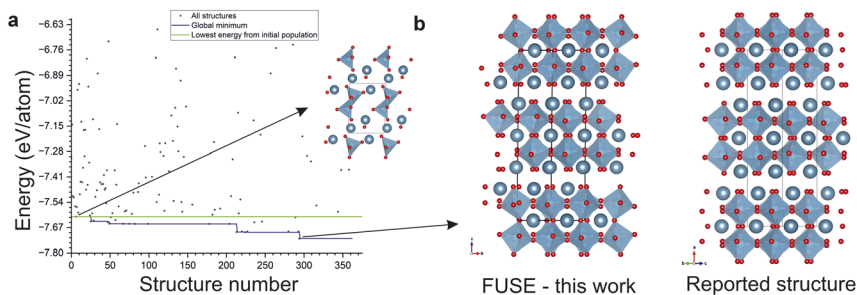 a
All structures
Global minimum
Lowest energy from initial population
−6.63
−6.76
−6.89
−7.02
−7.15
−7.28
−7.41
−7.54
−7.67
−7.80
Energy (eV/atom)
0 50 100 150 200 250 300 350
Structure number
b
FUSE - this work
Reported structure